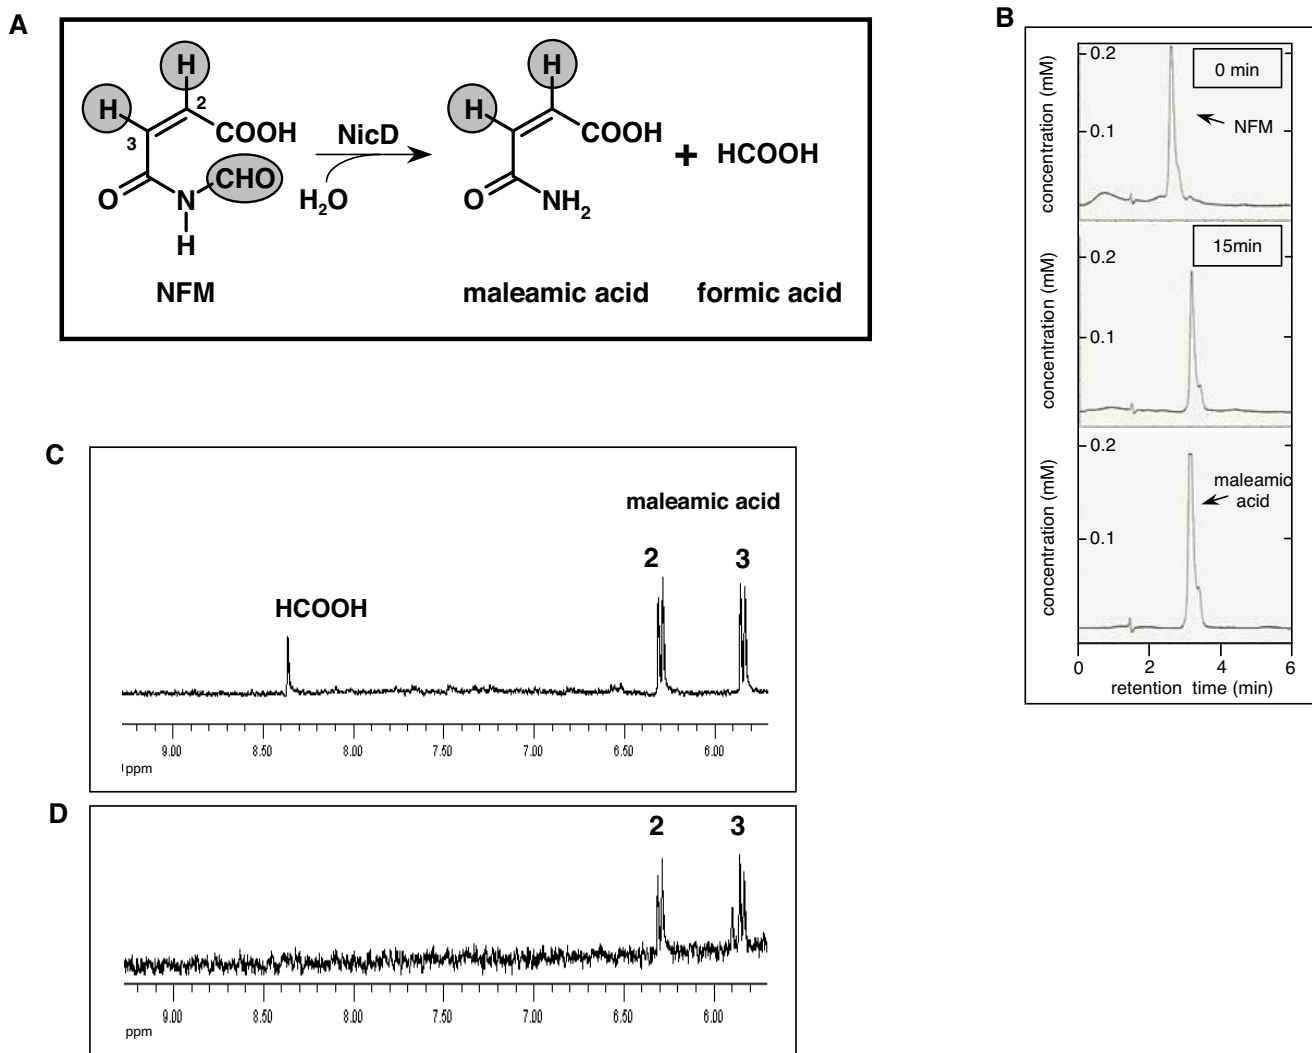 A
H
H
2
3
COOH
CHO
O
N
H
NFM
NicD
H2O
H
H
COOH
O
NH2
maleamic acid
+
HCOOH
formic acid
B
concentration (mM)
0.2
0.1
0 min
NFM
concentration (mM)
0.2
0.1
15min
concentration (mM)
0.2
0.1
maleamic
acid
0 2 4 6
retention time (min)
C
maleamic acid
2 3
HCOOH
9.00 8.50 8.00 7.50 7.00 6.50 6.00
ppm
D
2 3
9.00 8.50 8.00 7.50 7.00 6.50 6.00
ppm